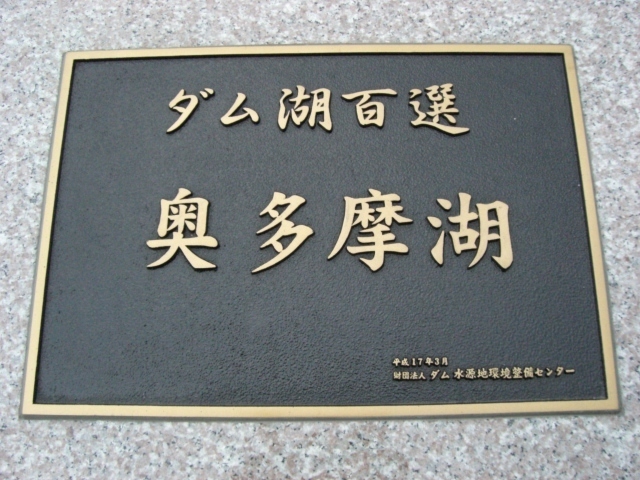 ダム湖百選
奥多摩湖
平成17年3月
財団法人 ダム水源地環境整備センター